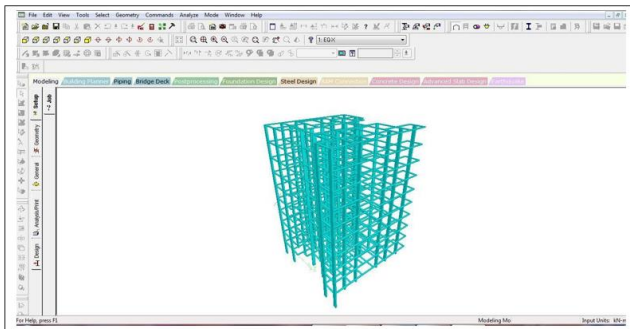 File Edit View Tools Select Geometry Commands Analyze Mode Window Help
1: EQ-X
Modeling Building Planner Piping Bridge Deck Postprocessing Foundation Design Steel Design Concrete Design Advanced Slab Design Earthquake
Setup
Job
Geometry
General
Analysis/Print
Design
For Help, press F1 Modeling Mo Input Units: kN-m